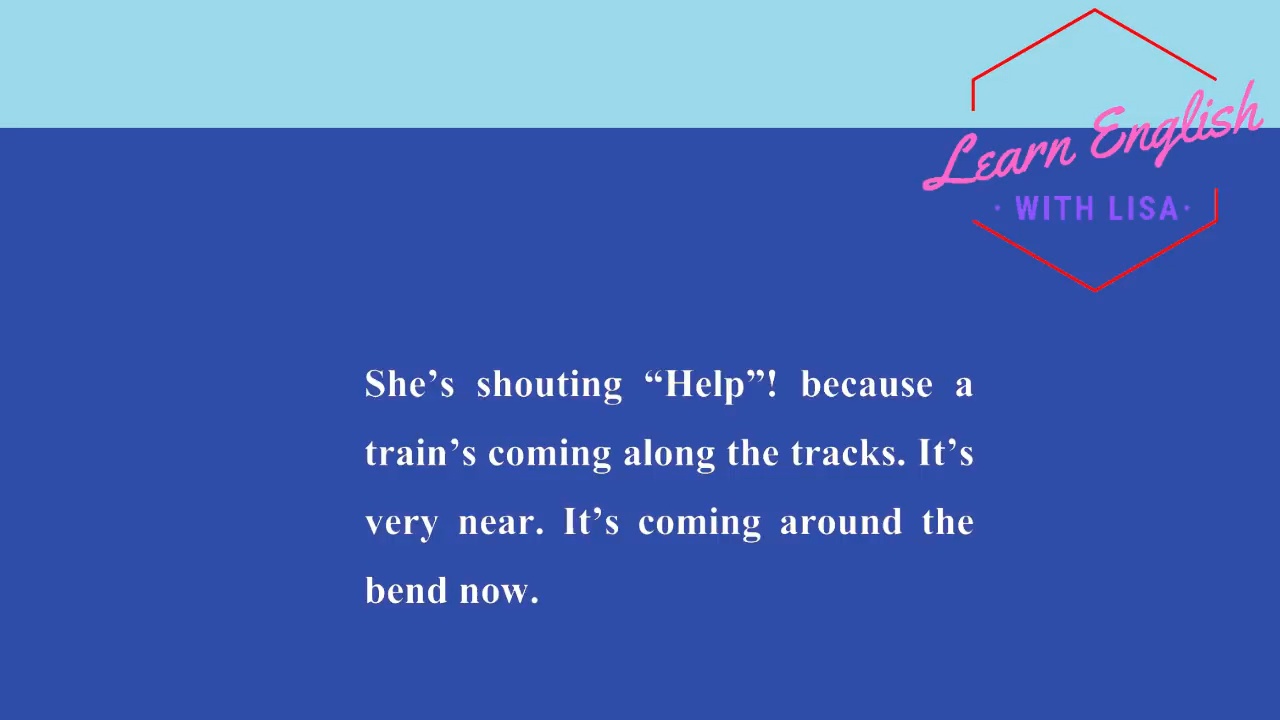 Learn English
· WITH LISA·
She’s shouting “Help”! because a
train’s coming along the tracks. It’s
very near. It’s coming around the
bend now.